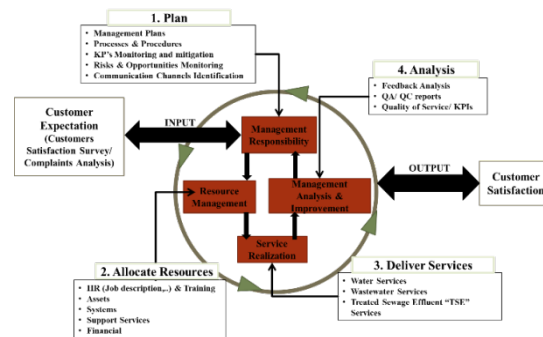 1. Plan
• Management Plans
• Processes & Procedures
• KP's Monitoring and mitigation
• Risks & Opportunities Monitoring
• Communication Channels Identification
4. Analysis
• Feedback Analysis
• QA/ QC reports
• Quality of Service/ KPIs
Customer
Expectation
(Customers
Satisfaction Survey/
Complaints Analysis)
INPUT
Management
Responsibility
Resource
Management
Management Analysis &
Improvement
Service
Realization
OUTPUT
Customer
Satisfaction
2. Allocate Resources
• HR (Job description,..) & Training
• Assets
• Systems
• Support Services
• Financial
3. Deliver Services
• Water Services
• Wastewater Services
• Treated Sewage Effluent "TSE"
Services